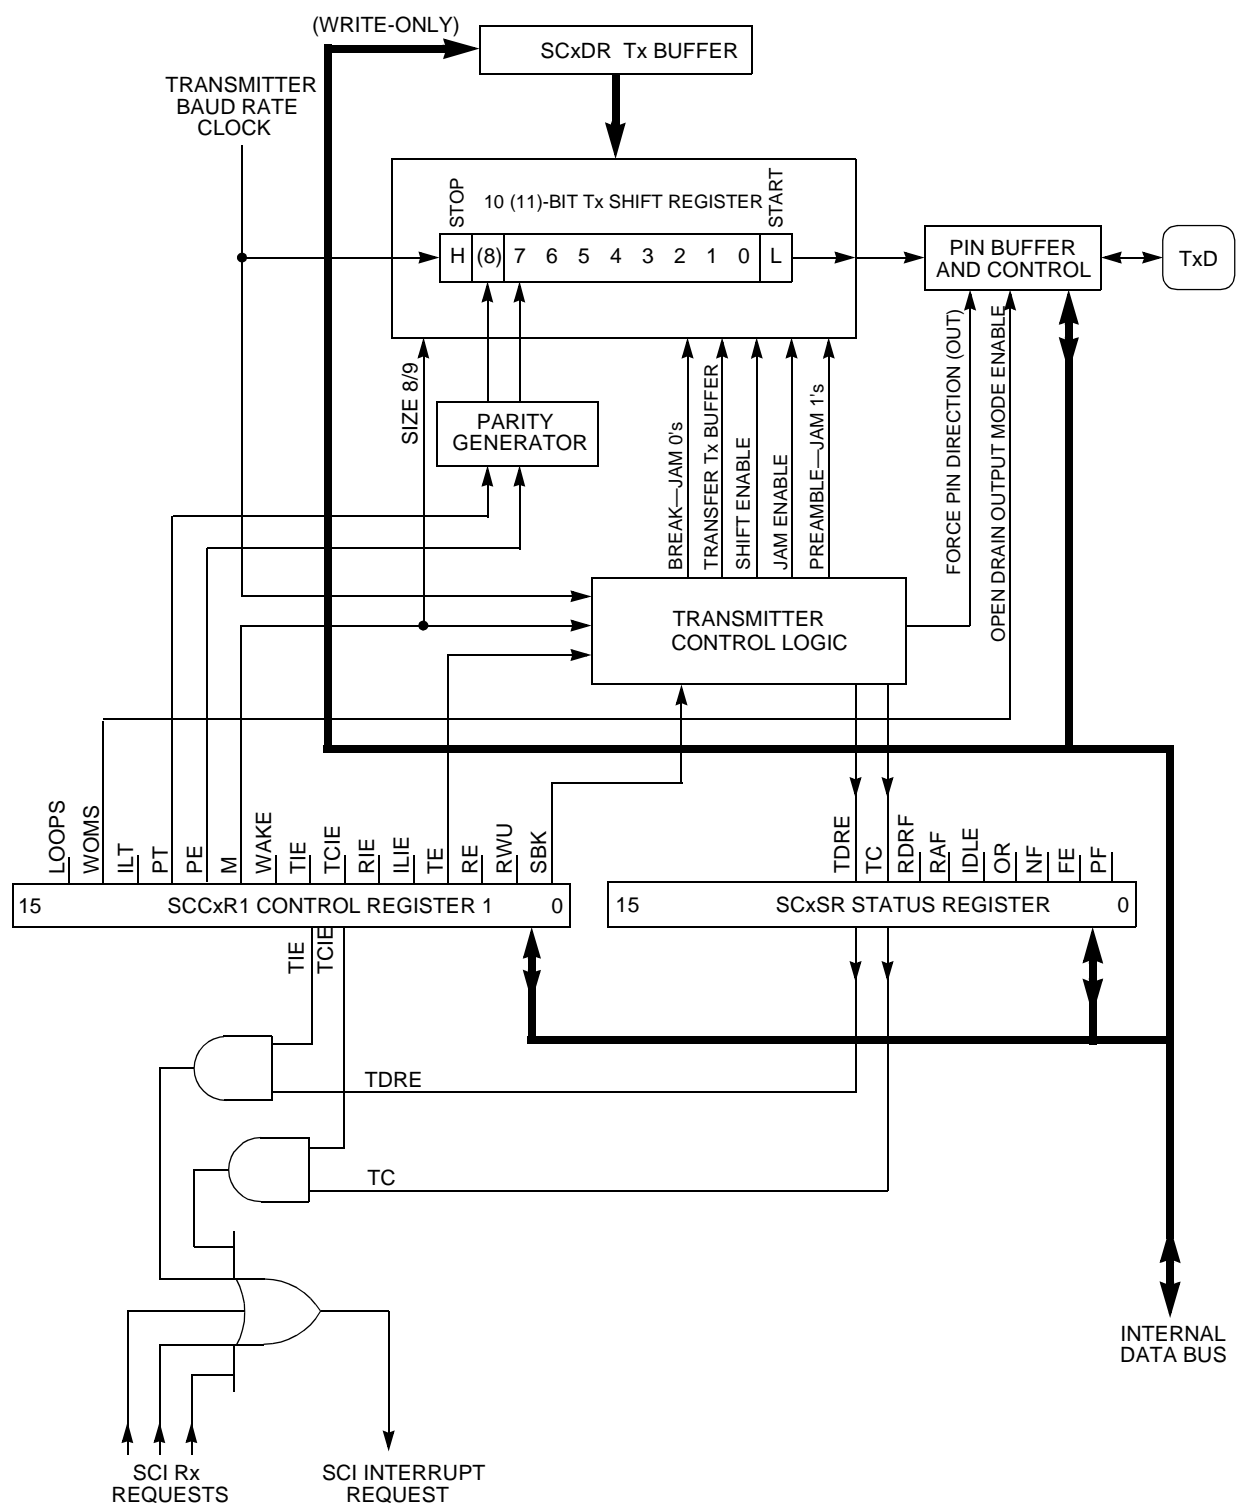 (WRITE-ONLY)
SCxDR Tx BUFFER
TRANSMITTER
BAUD RATE
CLOCK
STOP
10 (11)-BIT Tx SHIFT REGISTER
START
H (8) 7 6 5 4 3 2 1 0 L
PIN BUFFER
AND CONTROL
TxD
SIZE 8/9
PARITY
GENERATOR
BREAK—JAM 0's
TRANSFER Tx BUFFER
SHIFT ENABLE
JAM ENABLE
PREAMBLE—JAM 1's
FORCE PIN DIRECTION (OUT)
OPEN DRAIN OUTPUT MODE ENABLE
TRANSMITTER
CONTROL LOGIC
LOOPS
WOMS
ILT
PT
PE
M
WAKE
TIE
TCIE
RIE
ILIE
TE
RE
RWU
SBK
TDRE
TC
RDRF
RAF
IDLE
OR
NF
FE
PF
15 SCCxR1 CONTROL REGISTER 1 0
15 SCxSR STATUS REGISTER 0
TIE
TCIE
TDRE
TC
INTERNAL
DATA BUS
SCI Rx
REQUESTS
SCI INTERRUPT
REQUEST